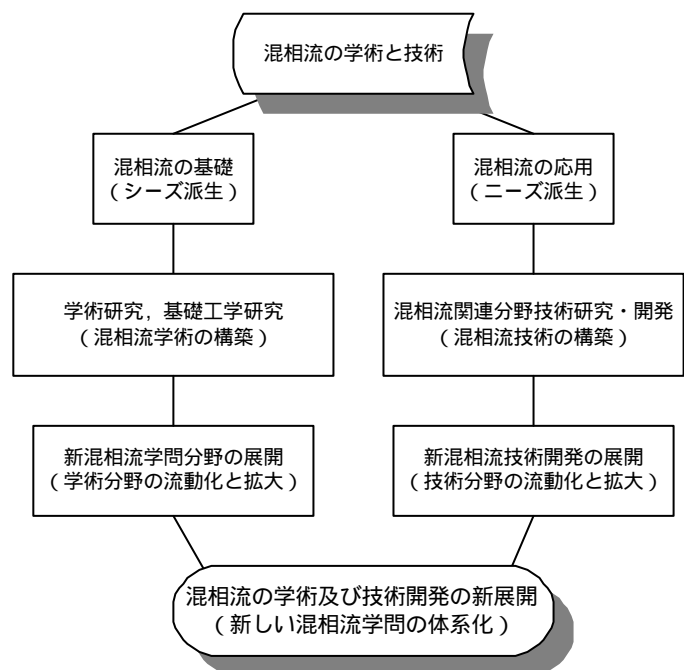 混相流の学術と技術
混相流の基礎
（シーズ派生）
混相流の応用
（ニーズ派生）
学術研究，基礎工学研究
（混相流学術の構築）
混相流関連分野技術研究・開発
（混相流技術の構築）
新混相流学問分野の展開
（学術分野の流動化と拡大）
新混相流技術開発の展開
（技術分野の流動化と拡大）
混相流の学術及び技術開発の新展開
（新しい混相流学問の体系化）